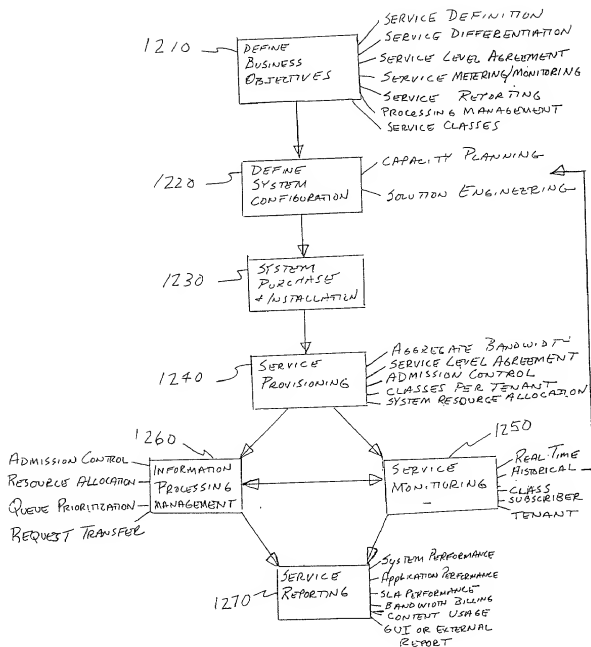 1210
DEFINE
BUSINESS
OBJECTIVES
SERVICE DEFINITION
SERVICE DIFFERENTIATION
SERVICE LEVEL AGREEMENT
SERVICE METERING/MONITORING
SERVICE REPORTING
PROCESSING MANAGEMENT
SERVICE CLASSES
1220
DEFINE
SYSTEM
CONFIGURATION
CAPACITY PLANNING
SOLUTION ENGINEERING
1230
SYSTEM
PURCHASE
& INSTALLATION
1240
SERVICE
PROVISIONING
AGGREGATE BANDWIDTH
SERVICE LEVEL AGREEMENT
ADMISSION CONTROL
CLASSES PER TENANT
SYSTEM RESOURCE ALLOCATION
1260
ADMISSION CONTROL
RESOURCE ALLOCATION
QUEUE PRIORITIZATION
REQUEST TRANSFER
INFORMATION
PROCESSING
MANAGEMENT
1250
SERVICE
MONITORING
REAL-TIME
HISTORICAL
CLASS
SUBSCRIBER
TENANT
1270
SERVICE
REPORTING
SYSTEM PERFORMANCE
APPLICATION PERFORMANCE
SLA PERFORMANCE
BANDWIDTH BILLING
CONTENT USAGE
GUI OR EXTERNAL
REPORT